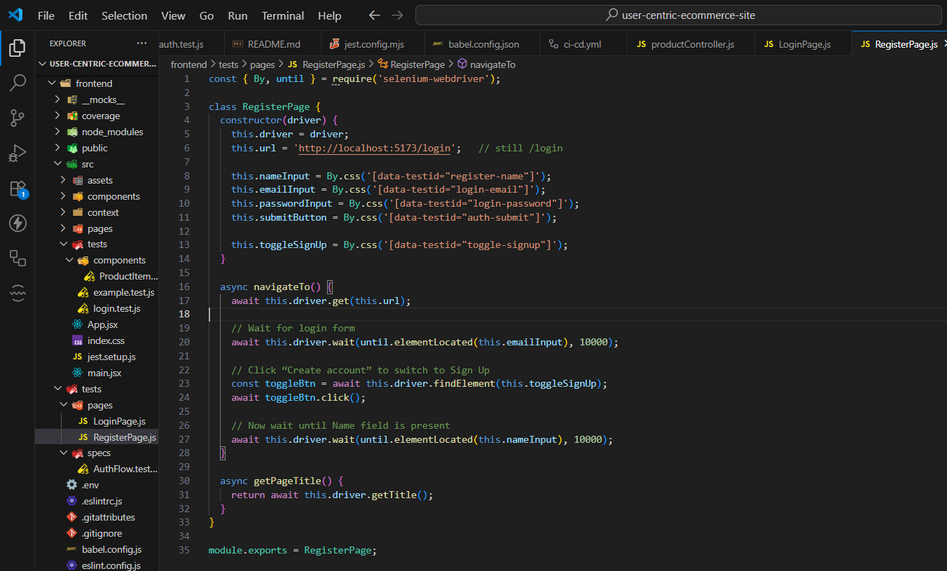 File Edit Selection View Go Run Terminal Help
user-centric-ecommerce-site
EXPLORER
auth.test.js README.md jest.config.mjs babel.config.json ci-cd.yml productController.js LoginPage.js RegisterPage.js
USER-CENTRIC-ECOMMER...
frontend > tests > pages > JS RegisterPage.js > RegisterPage > navigateTo
frontend
__mocks__
coverage
node_modules
public
src
assets
components
context
pages
tests
components
ProductItem...
example.test.js
login.test.js
App.jsx
index.css
jest.setup.js
main.jsx
tests
pages
LoginPage.js
RegisterPage.js
specs
AuthFlow.test...
.env
.eslintrc.js
.gitattributes
.gitignore
babel.config.js
eslint.config.js
1 const { By, until } = require('selenium-webdriver');
2
3 class RegisterPage {
4 constructor(driver) {
5 this.driver = driver;
6 this.url = 'http://localhost:5173/login'; // still /login
7
8 this.nameInput = By.css('[data-testid="register-name"]');
9 this.emailInput = By.css('[data-testid="login-email"]');
10 this.passwordInput = By.css('[data-testid="login-password"]');
11 this.submitButton = By.css('[data-testid="auth-submit"]');
12
13 this.toggleSignUp = By.css('[data-testid="toggle-signup"]');
14 }
15
16 async navigateTo() {
17 await this.driver.get(this.url);
18
19 // Wait for login form
20 await this.driver.wait(until.elementLocated(this.emailInput), 10000);
21
22 // Click “Create account” to switch to Sign Up
23 const toggleBtn = await this.driver.findElement(this.toggleSignUp);
24 await toggleBtn.click();
25
26 // Now wait until Name field is present
27 await this.driver.wait(until.elementLocated(this.nameInput), 10000);
28 }
29
30 async getPageTitle() {
31 return await this.driver.getTitle();
32 }
33 }
34
35 module.exports = RegisterPage;